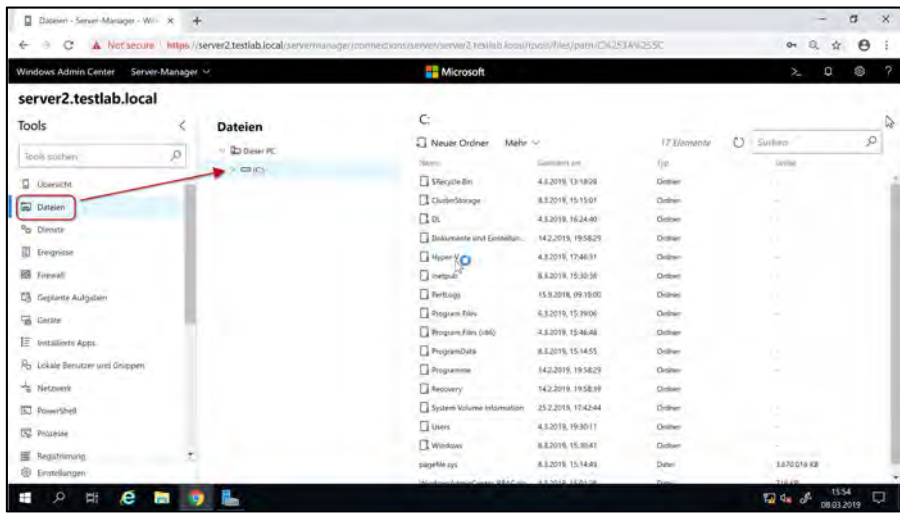 Dateien - Server-Manager - Win
Not secure https://server2.testlab.local/servermanager/connections/server/server2.testlab.local/tools/files/path/C%253A%255C
Windows Admin Center Server-Manager Microsoft
server2.testlab.local
Tools
Tools suchen
Übersicht
Dateien
Dienste
Ereignisse
Firewall
Geplante Aufgaben
Geräte
Installierte Apps
Lokale Benutzer und Gruppen
Netzwerk
PowerShell
Prozesse
Registrierung
Einstellungen
Dateien
Dieser PC
(C:)
C:
Neuer Ordner Mehr 17 Elemente Suchen
Name Geändert am Typ Größe
$Recycle.Bin 4.3.2019, 13:18:28 Ordner -
ClusterStorage 8.3.2019, 15:15:01 Ordner -
DL 4.3.2019, 16:24:40 Ordner -
Dokumente und Einstellun... 14.2.2019, 19:58:29 Ordner -
Hyper-V 4.3.2019, 17:46:31 Ordner -
inetpub 8.3.2019, 15:30:36 Ordner -
PerfLogs 15.9.2018, 09:19:00 Ordner -
Program Files 6.3.2019, 15:39:06 Ordner -
Program Files (x86) 4.3.2019, 15:46:48 Ordner -
ProgramData 8.3.2019, 15:14:55 Ordner -
Programme 14.2.2019, 19:58:29 Ordner -
Recovery 14.2.2019, 19:58:39 Ordner -
System Volume Information 25.2.2019, 17:42:44 Ordner -
Users 4.3.2019, 19:30:11 Ordner -
Windows 8.3.2019, 15:30:41 Ordner -
pagefile.sys 8.3.2019, 15:14:49 Datei 3.670.016 KB
15:54
08.03.2019